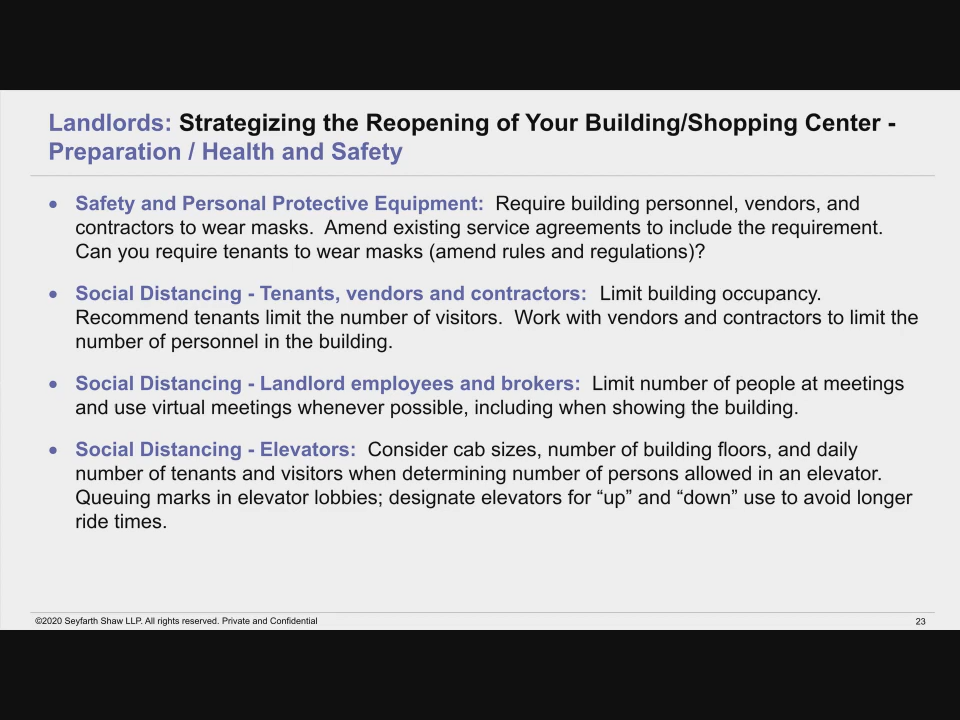 Landlords: Strategizing the Reopening of Your Building/Shopping Center -
Preparation / Health and Safety
• Safety and Personal Protective Equipment: Require building personnel, vendors, and
contractors to wear masks. Amend existing service agreements to include the requirement.
Can you require tenants to wear masks (amend rules and regulations)?
• Social Distancing - Tenants, vendors and contractors: Limit building occupancy.
Recommend tenants limit the number of visitors. Work with vendors and contractors to limit the
number of personnel in the building.
• Social Distancing - Landlord employees and brokers: Limit number of people at meetings
and use virtual meetings whenever possible, including when showing the building.
• Social Distancing - Elevators: Consider cab sizes, number of building floors, and daily
number of tenants and visitors when determining number of persons allowed in an elevator.
Queuing marks in elevator lobbies; designate elevators for “up” and “down” use to avoid longer
ride times.
©2020 Seyfarth Shaw LLP. All rights reserved. Private and Confidential
23